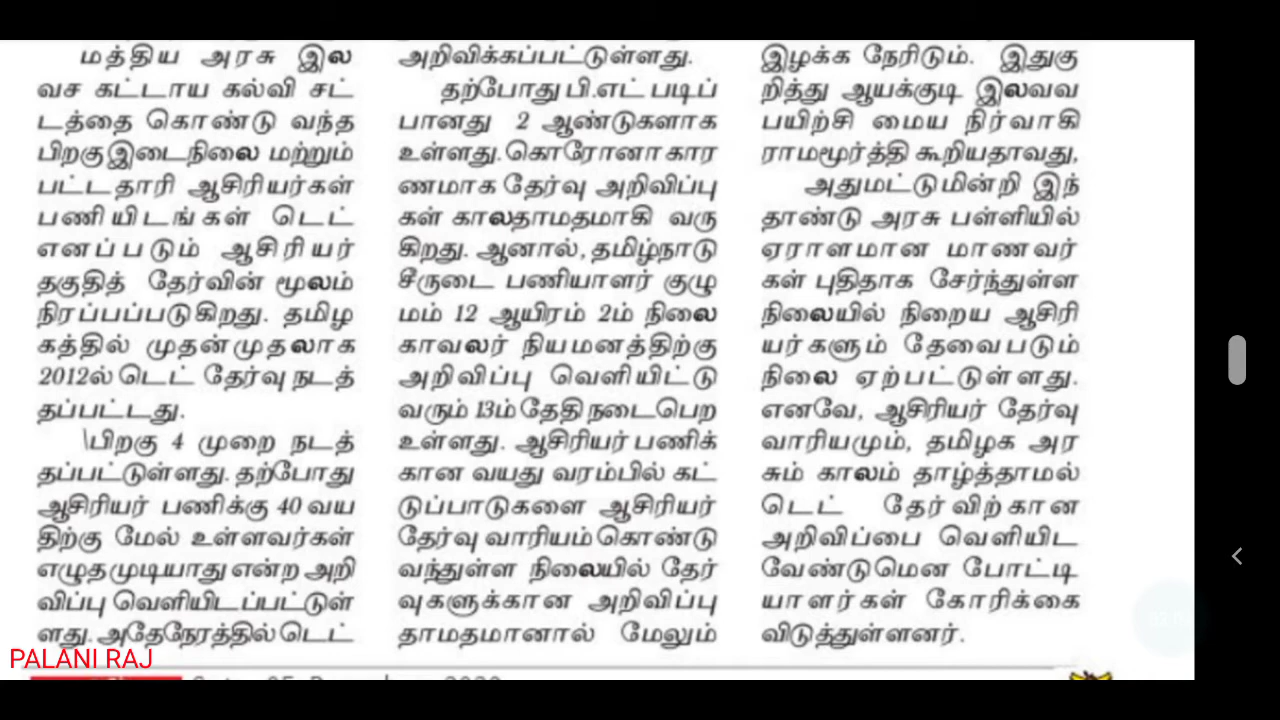 மத்திய அரசு இல
வச கட்டாய கல்வி சட்
டத்தை கொண்டு வந்த
பிறகு இடைநிலை மற்றும்
பட்டதாரி ஆசிரியர்கள்
பணியிடங்கள் டெட்
எனப்படும் ஆசிரியர்
தகுதித் தேர்வின் மூலம்
நிரப்பப்படுகிறது. தமிழ
கத்தில் முதன்முதலாக
2012ல் டெட் தேர்வு நடத்
தப்பட்டது.
\பிறகு 4 முறை நடத்
தப்பட்டுள்ளது. தற்போது
ஆசிரியர் பணிக்கு 40 வய
திற்கு மேல் உள்ளவர்கள்
எழுத முடியாது என்ற அறி
விப்பு வெளியிடப்பட்டுள்
ளது. அதேநேரத்தில் டெட்
அறிவிக்கப்பட்டுள்ளது.
தற்போது பி.எட் படிப்
பானது 2 ஆண்டுகளாக
உள்ளது. கொரோனா கார
ணமாக தேர்வு அறிவிப்பு
கள் காலதாமதமாகி வரு
கிறது. ஆனால், தமிழ்நாடு
சீருடை பணியாளர் குழு
மம் 12 ஆயிரம் 2ம் நிலை
காவலர் நியமனத்திற்கு
அறிவிப்பு வெளியிட்டு
வரும் 13ம் தேதி நடைபெற
உள்ளது. ஆசிரியர் பணிக்
கான வயது வரம்பில் கட்
டுப்பாடுகளை ஆசிரியர்
தேர்வு வாரியம் கொண்டு
வந்துள்ள நிலையில் தேர்
வுகளுக்கான அறிவிப்பு
தாமதமானால் மேலும்
இழக்க நேரிடும். இதுகு
றித்து ஆயக்குடி இலவவ
பயிற்சி மைய நிர்வாகி
ராமமூர்த்தி கூறியதாவது,
அதுமட்டுமின்றி இந்
தாண்டு அரசு பள்ளியில்
ஏராளமான மாணவர்
கள் புதிதாக சேர்ந்துள்ள
நிலையில் நிறைய ஆசிரி
யர்களும் தேவைபடும்
நிலை ஏற்பட்டுள்ளது.
எனவே, ஆசிரியர் தேர்வு
வாரியமும், தமிழக அர
சும் காலம் தாழ்த்தாமல்
டெட் தேர்விற்கான
அறிவிப்பை வெளியிட
வேண்டுமென போட்டி
யாளர்கள் கோரிக்கை
விடுத்துள்ளனர்.
PALANI RAJ